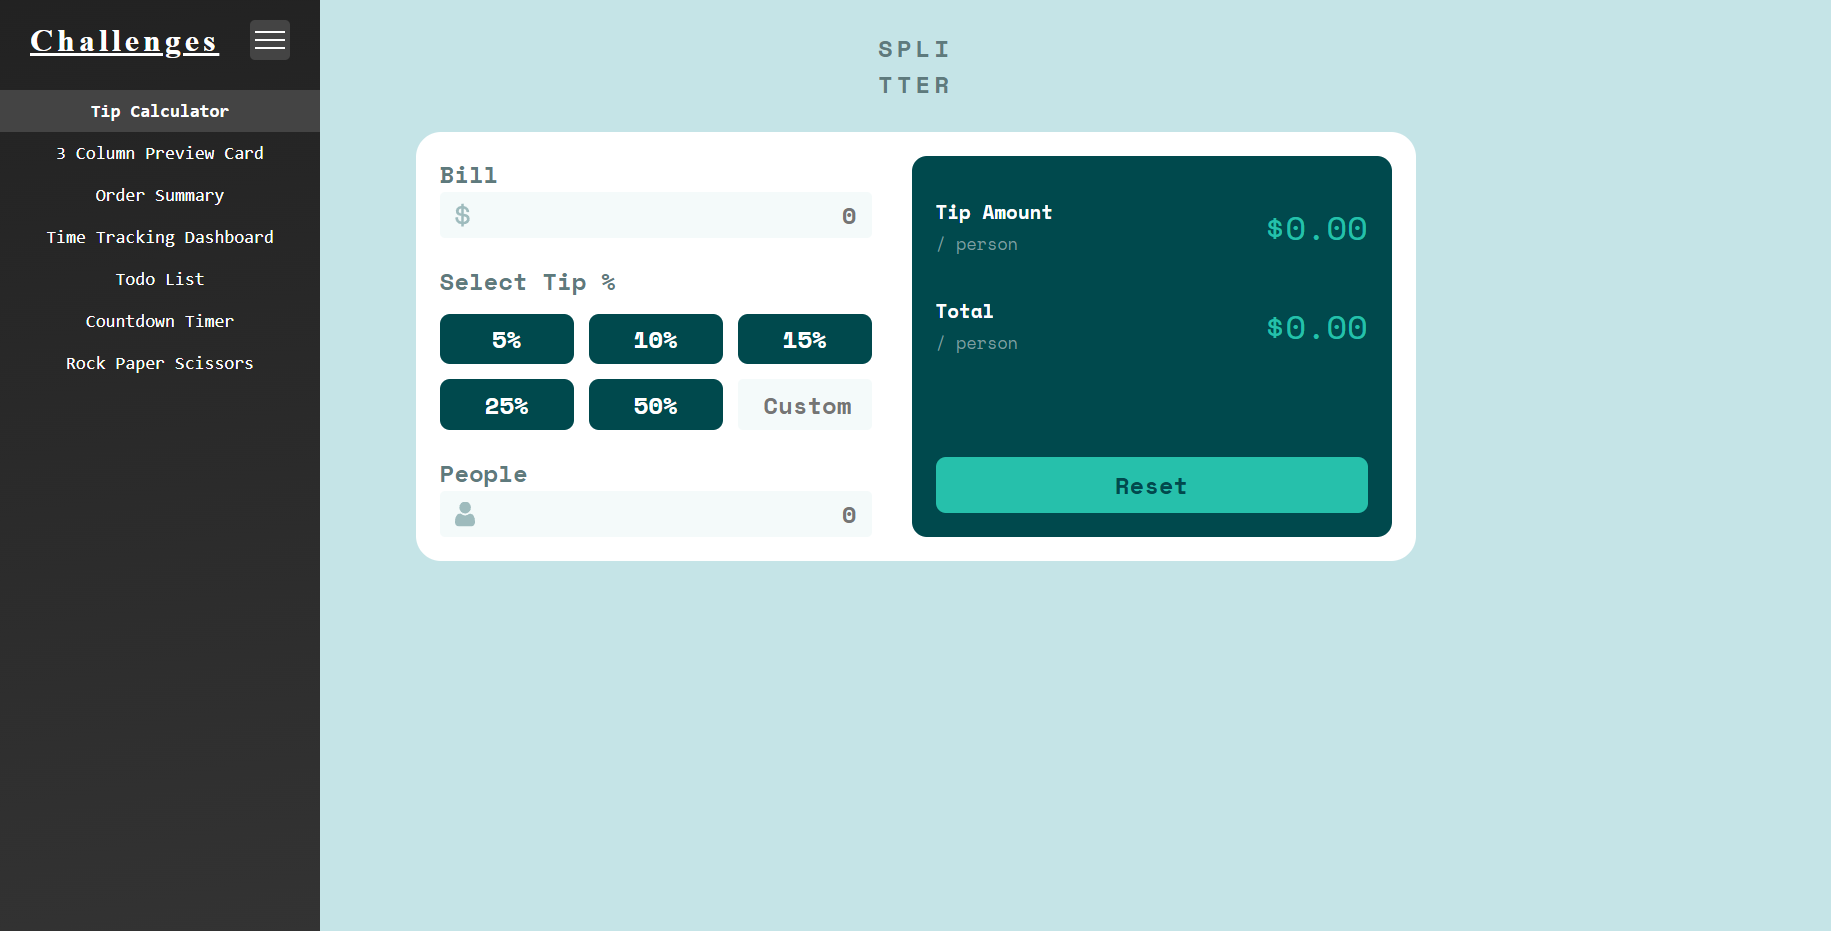 Challenges
Tip Calculator
3 Column Preview Card
Order Summary
Time Tracking Dashboard
Todo List
Countdown Timer
Rock Paper Scissors
SPLI
TTER
Bill
$ 0
Select Tip %
5% 10% 15%
25% 50% Custom
People
0
Tip Amount
/ person
$0.00
Total
/ person
$0.00
Reset